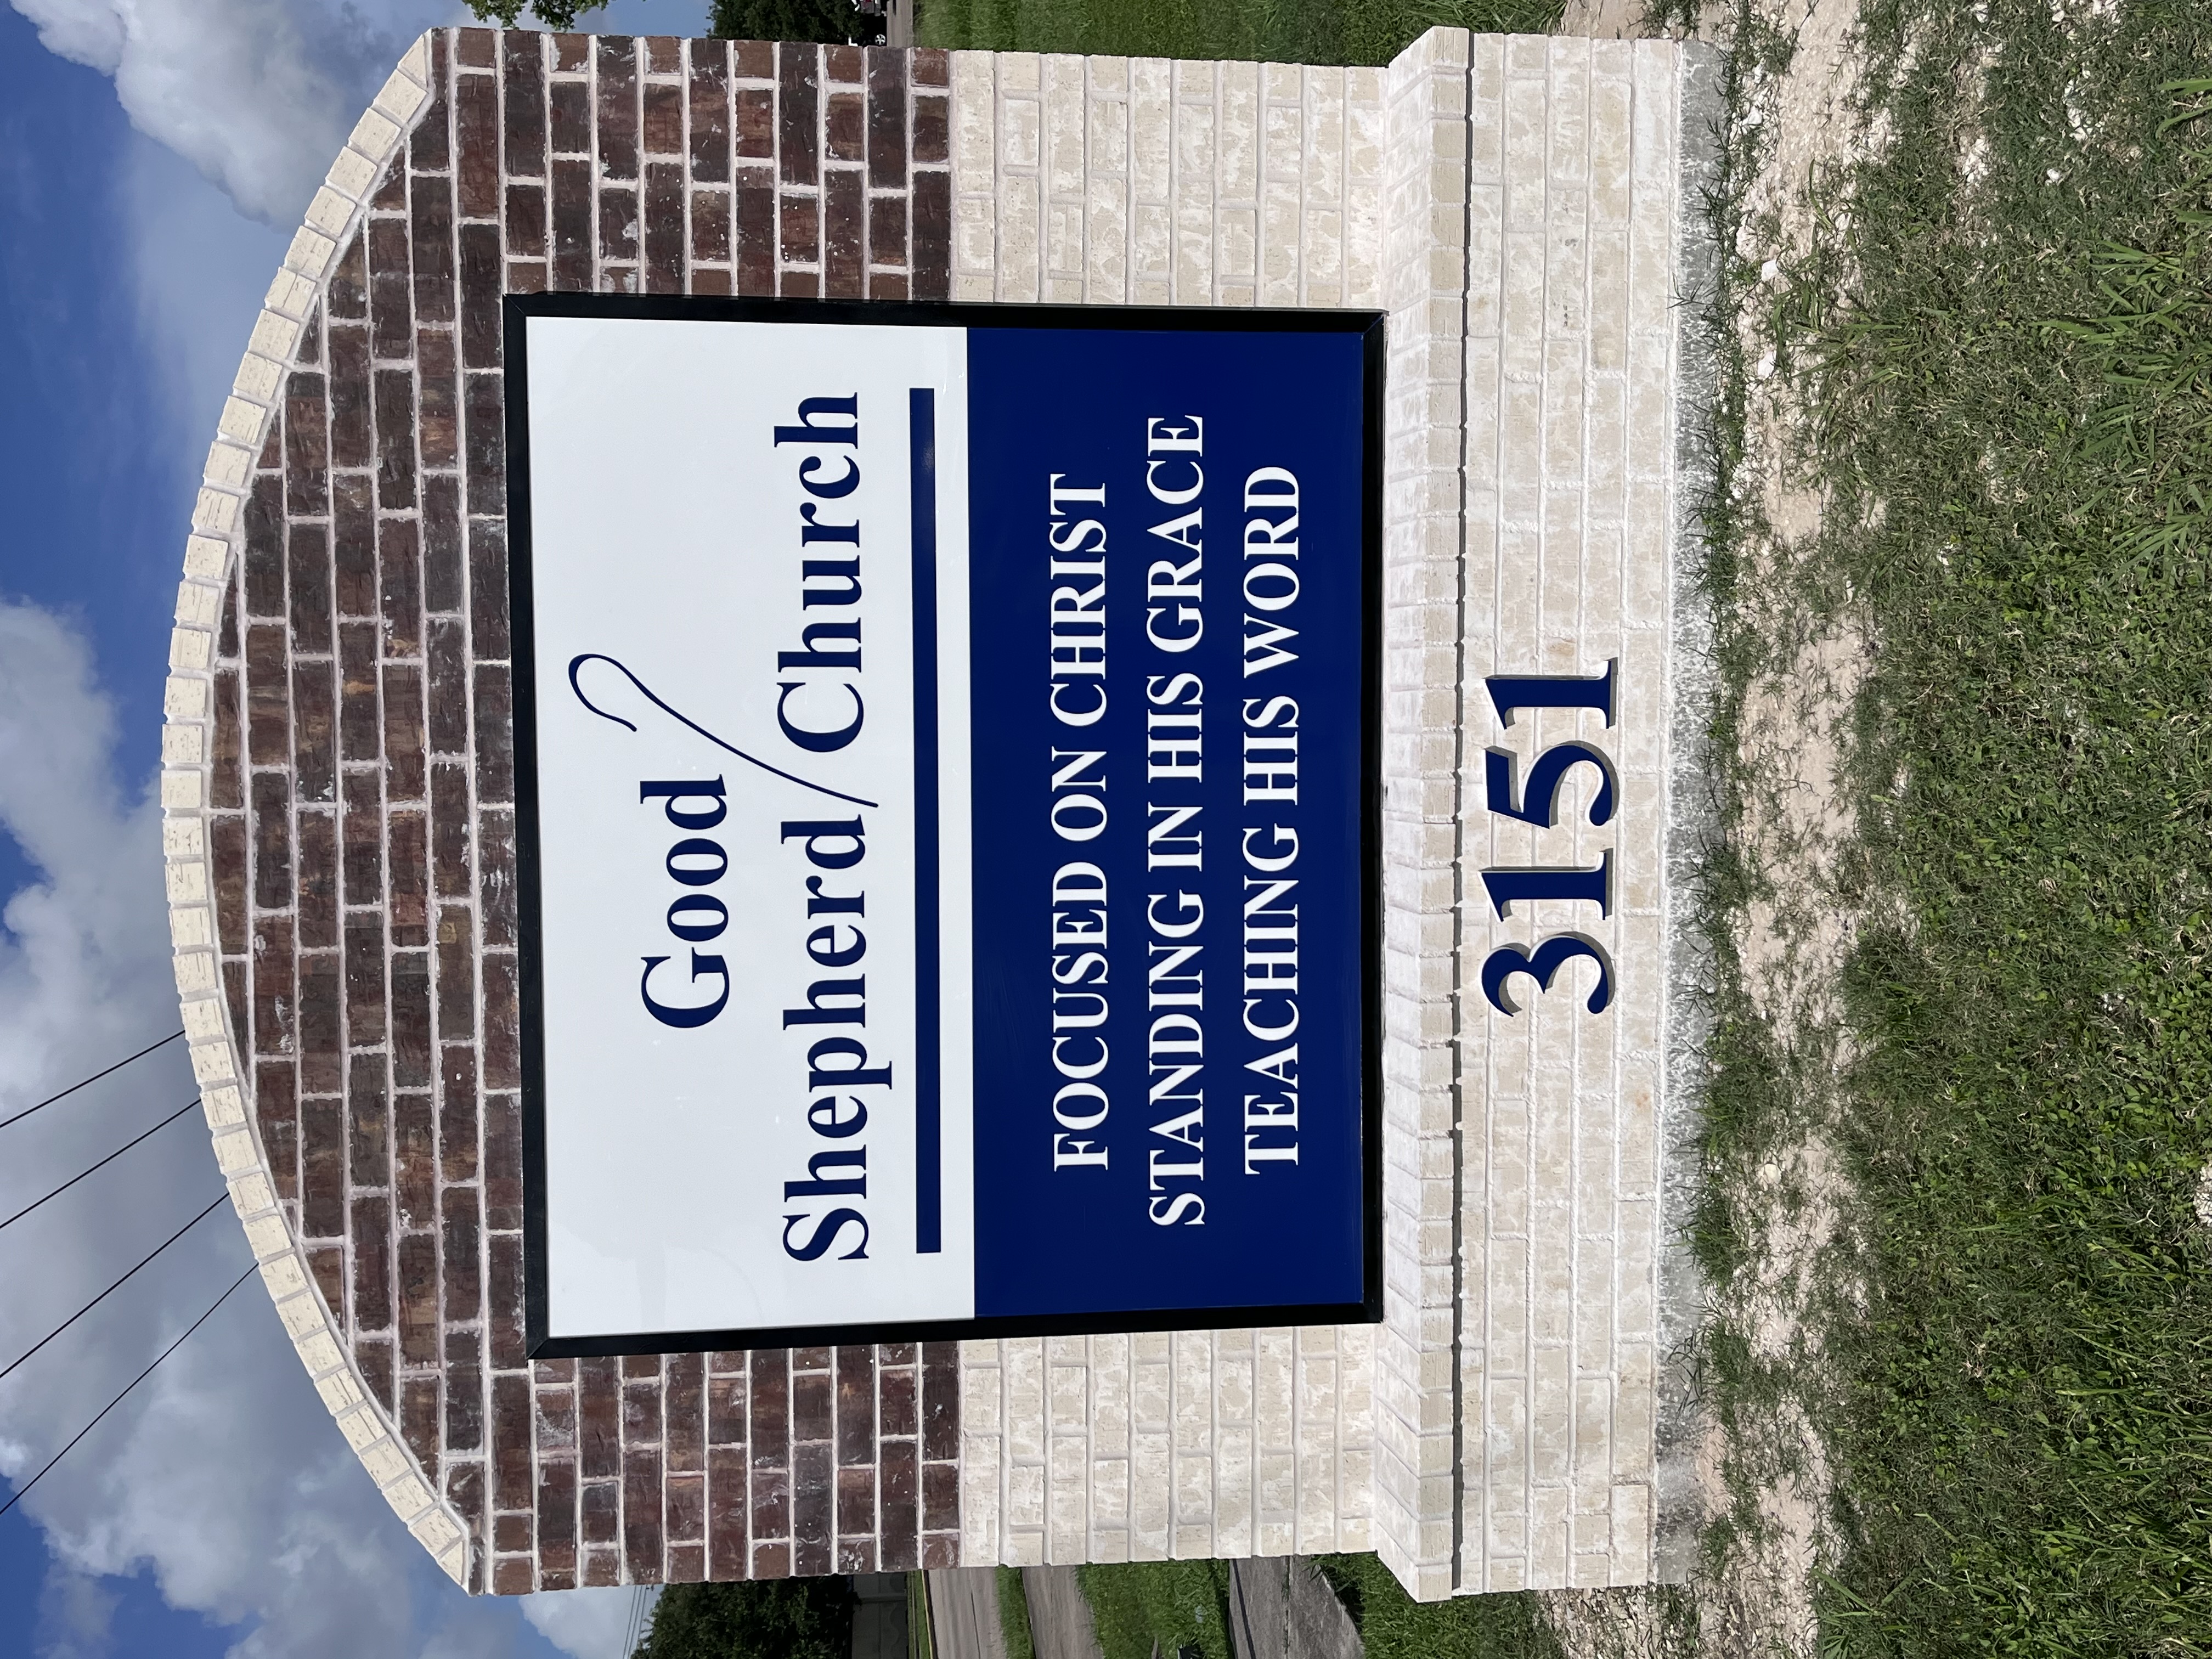 Good
Shepherd Church
FOCUSED ON CHRIST
STANDING IN HIS GRACE
TEACHING HIS WORD
3151